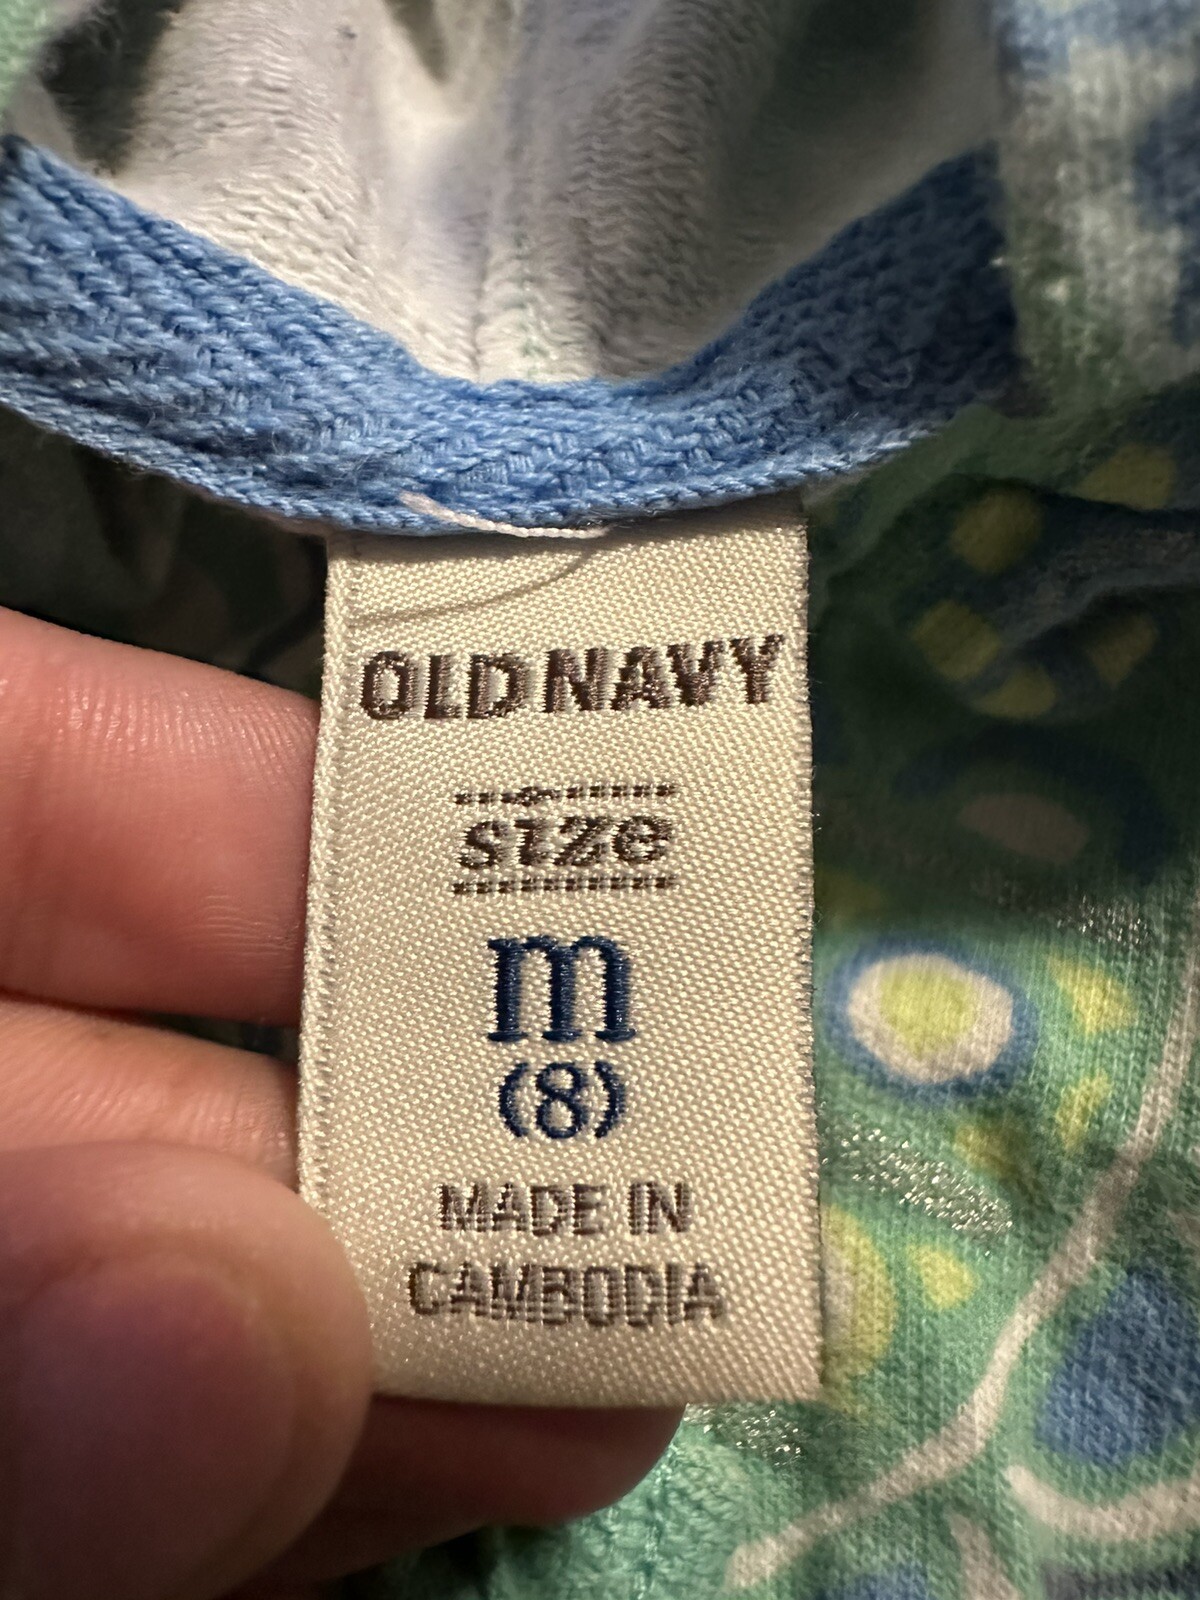 OLD NAVY
size
m
(8)
MADE IN
CAMBODIA